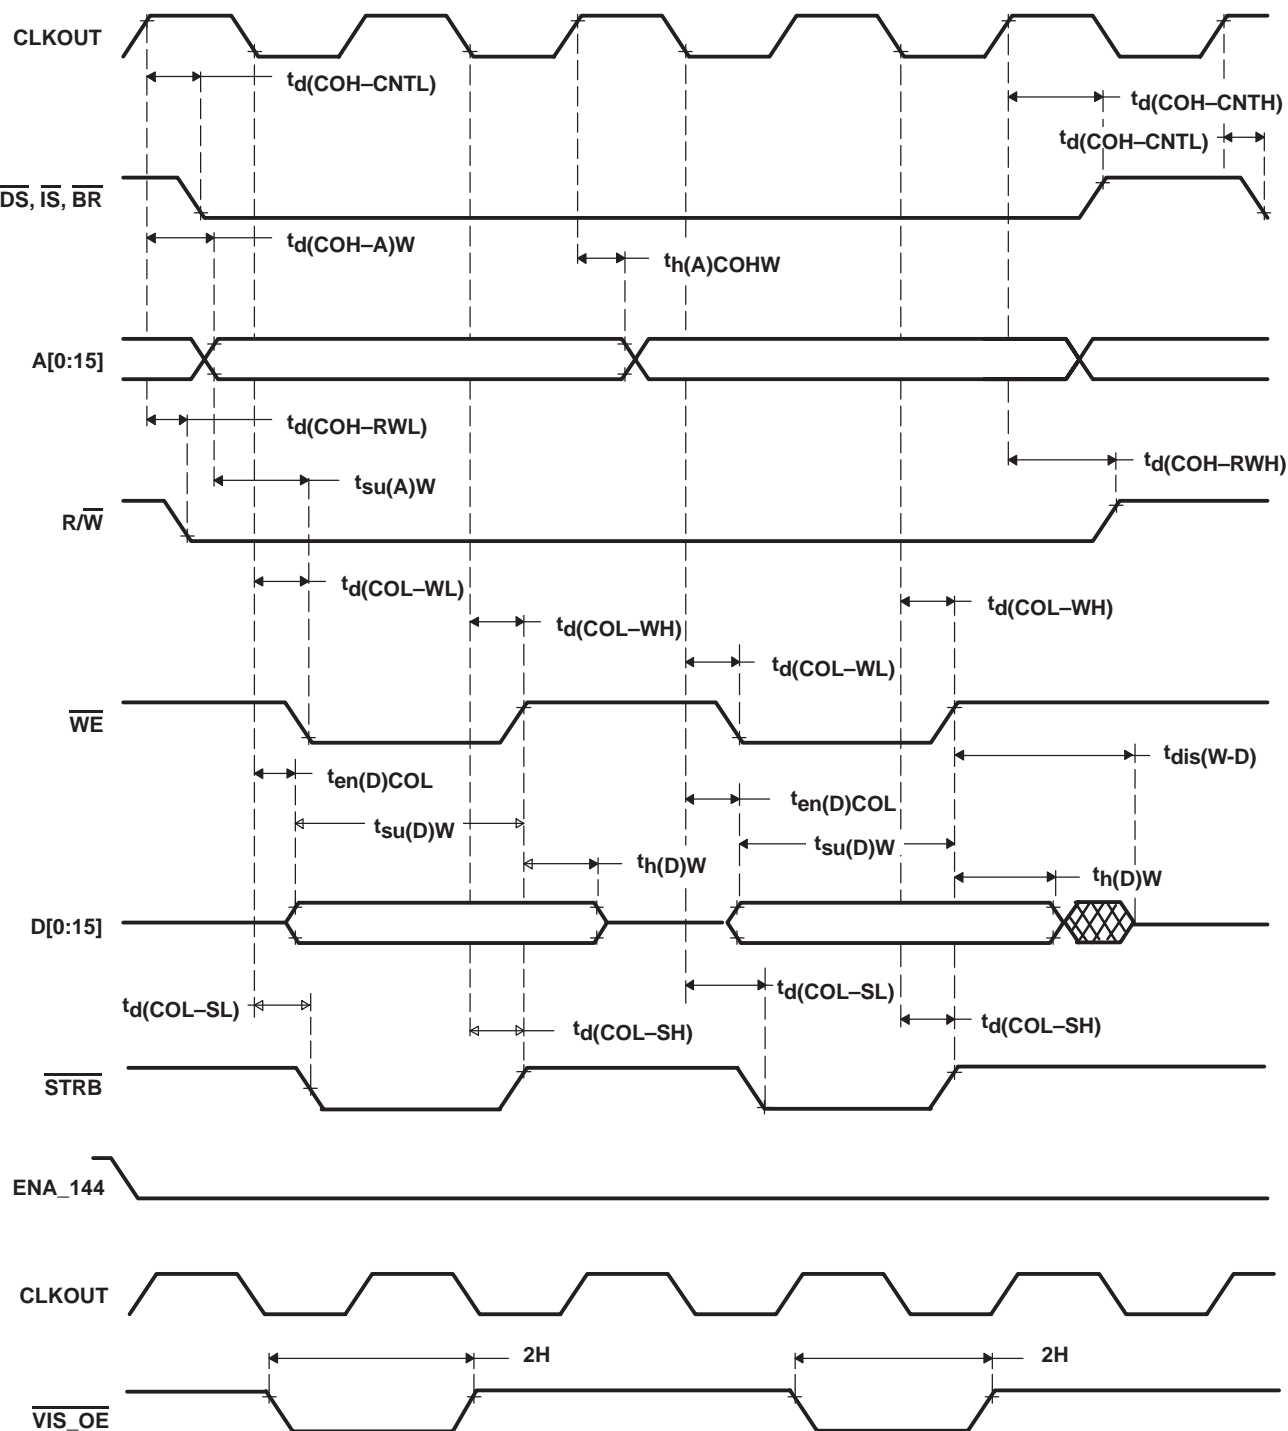 CLKOUT
td(COH–CNTL)
td(COH–CNTH)
td(COH–CNTL)
DS, IS, BR
td(COH–A)W
th(A)COHW
A[0:15]
td(COH–RWL)
td(COH–RWH)
tsu(A)W
R/W
td(COL–WL)
td(COL–WH)
td(COL–WH)
td(COL–WL)
WE
tdis(W-D)
ten(D)COL
ten(D)COL
tsu(D)W
tsu(D)W
th(D)W
th(D)W
D[0:15]
td(COL–SL)
td(COL–SL)
td(COL–SH)
td(COL–SH)
STRB
ENA_144
CLKOUT
2H
2H
VIS_OE